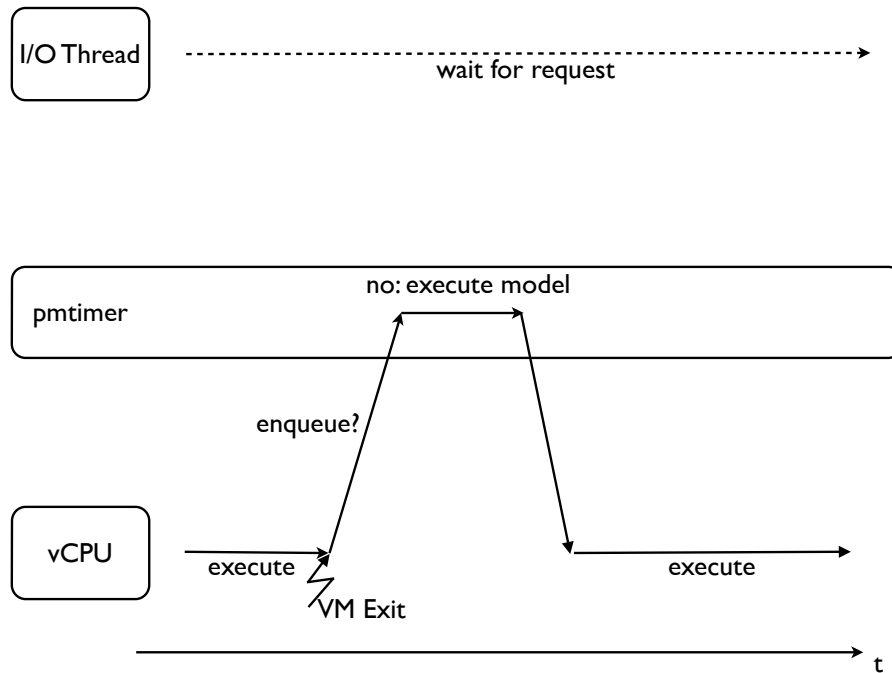 I/O Thread
wait for request
no: execute model
pmtimer
enqueue?
vCPU
execute
execute
VM Exit
t